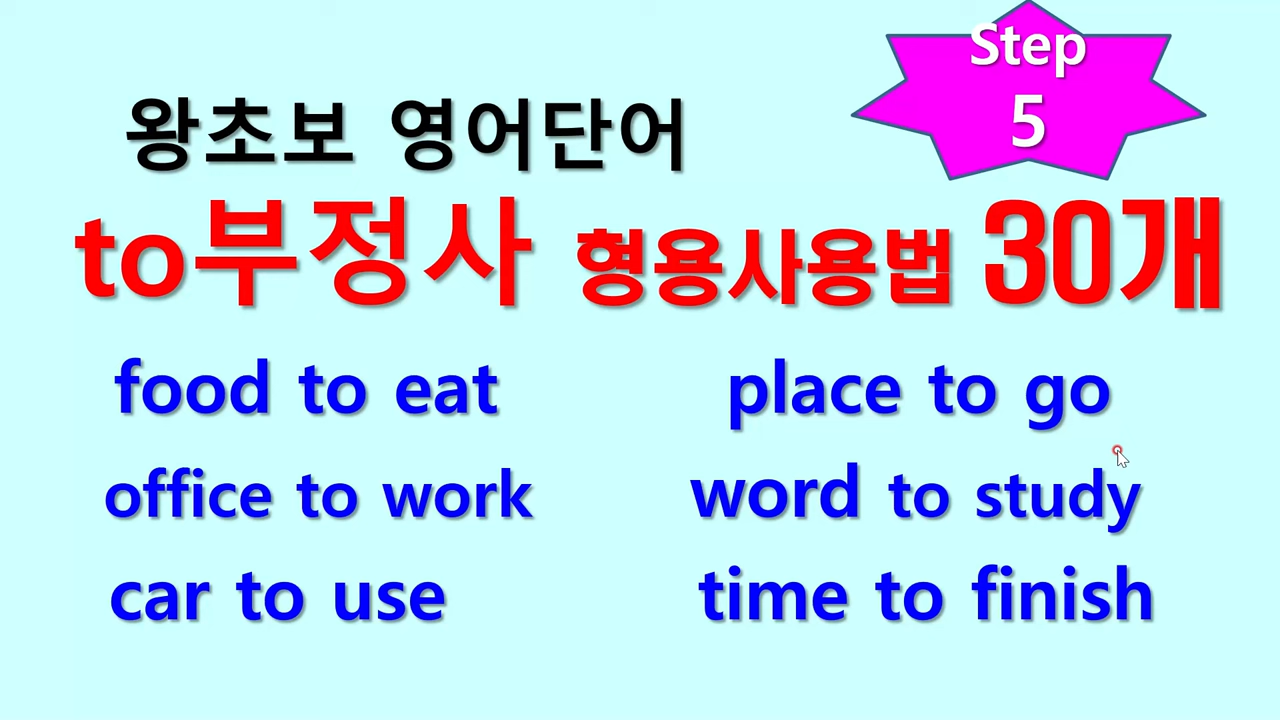 Step
5
왕초보 영어단어
to부정사 형용사용법 30개
food to eat
place to go
office to work
word to study
car to use
time to finish